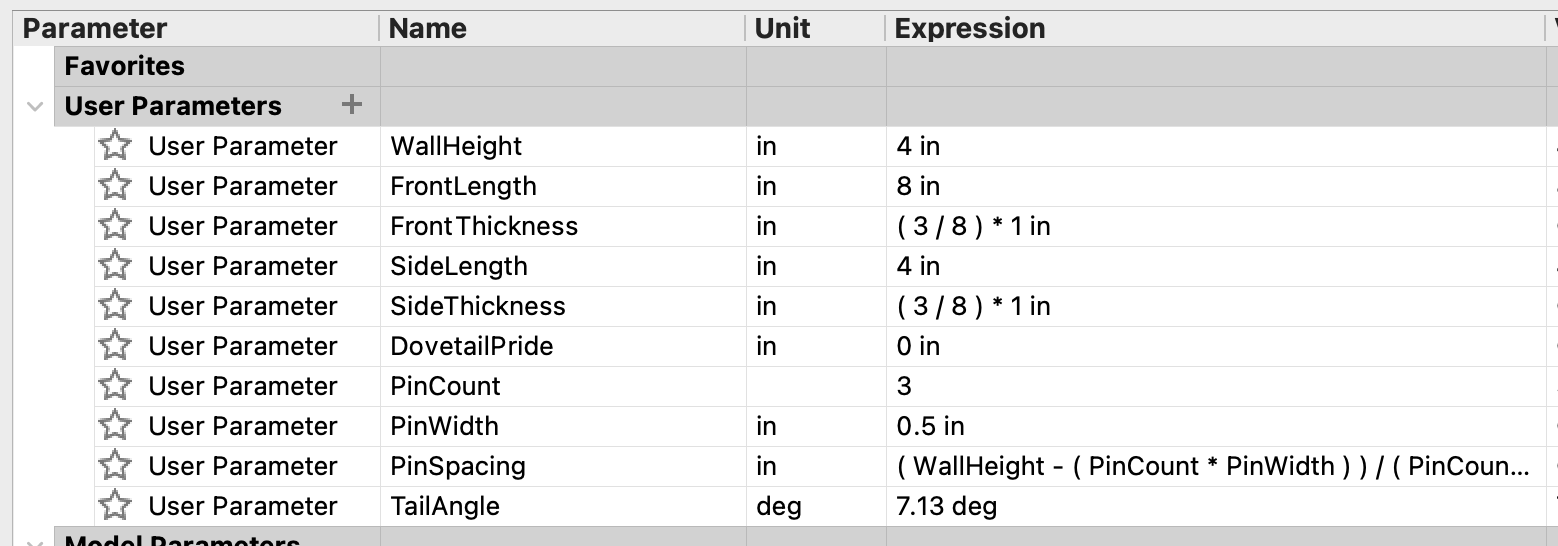 Parameter Name Unit Expression
Favorites
User Parameters +
User Parameter WallHeight in 4 in
User Parameter FrontLength in 8 in
User Parameter FrontThickness in ( 3 / 8 ) * 1 in
User Parameter SideLength in 4 in
User Parameter SideThickness in ( 3 / 8 ) * 1 in
User Parameter DovetailPride in 0 in
User Parameter PinCount 3
User Parameter PinWidth in 0.5 in
User Parameter PinSpacing in ( WallHeight - ( PinCount * PinWidth ) ) / ( PinCoun...
User Parameter TailAngle deg 7.13 deg
Model Parameters